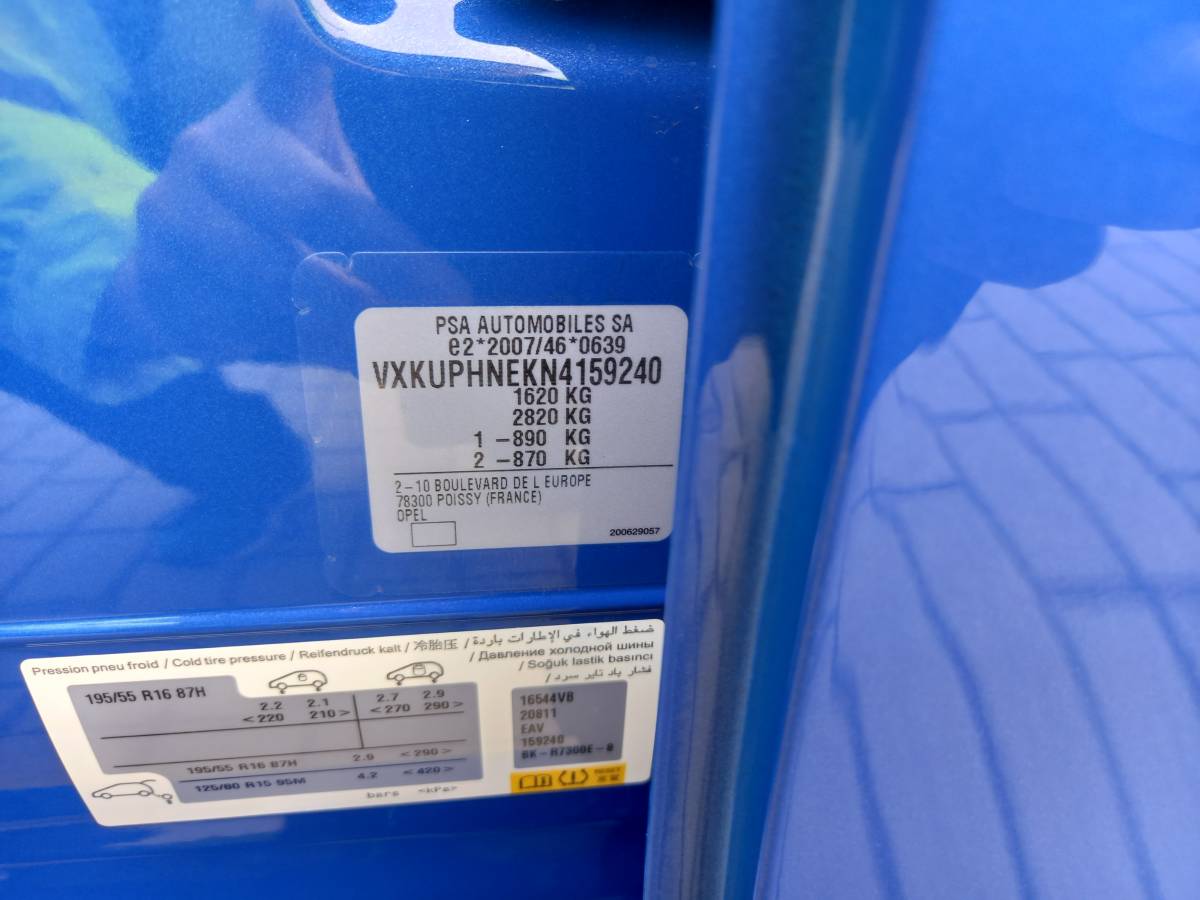 PSA AUTOMOBILES SA
e2*2007/46*0639
VXKUPHNEKN4159240
1620 KG
2820 KG
1 -890 KG
2 -870 KG
2-10 BOULEVARD DE L EUROPE
78300 POISSY (FRANCE)
OPEL
200629057
Pression pneu froid / Cold tire pressure / Reifendruck kalt / 冷胎压 / ضغط الهواء في الإطارات باردة
/ Давление холодной шины
/ Soğuk lastik basıncı
/ فشار باد تایر سرد
195/55 R16 87H
2.2 2.1 2.7 2.9
<220 210> <270 290>
195/55 R16 87H 2.9 <290>
125/80 R15 95M 4.2 <420>
bars <kPa>
16544VB
20811
EAV
159240